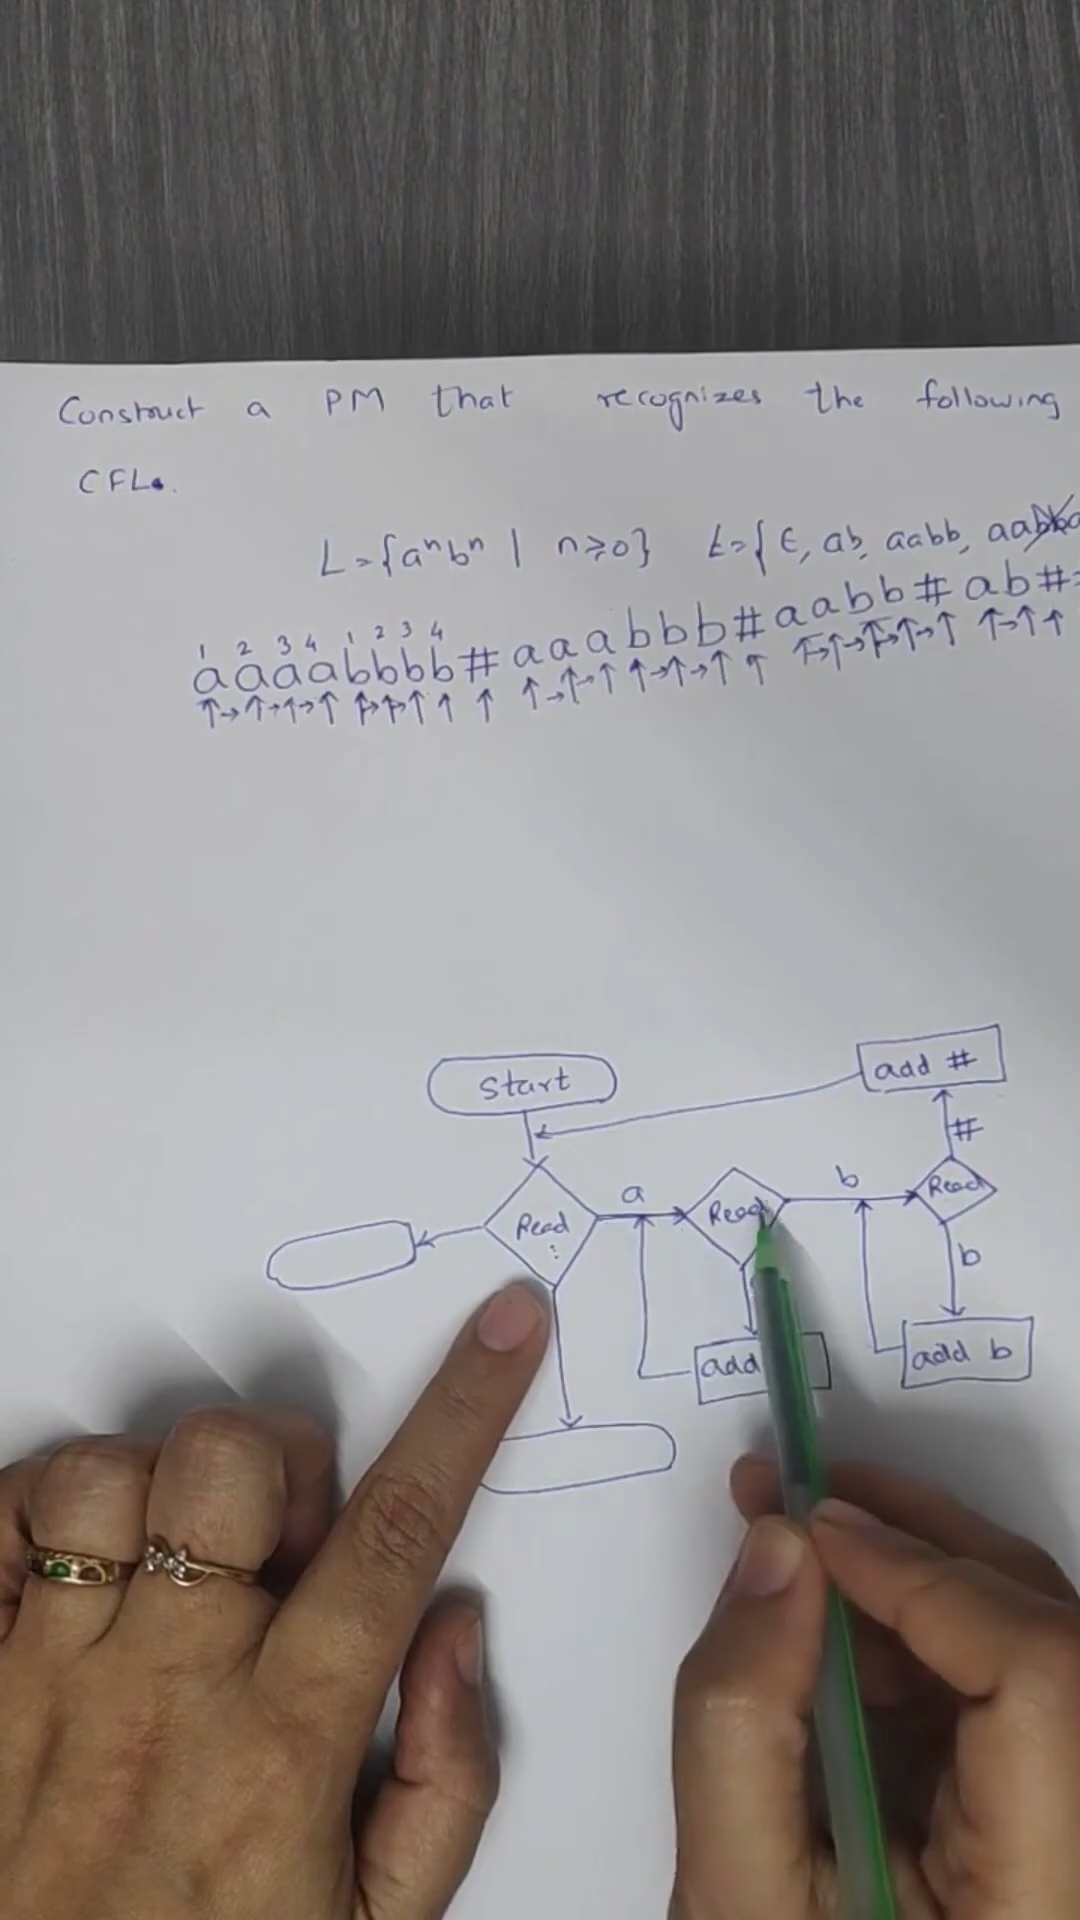 Construct a PM that recognizes the following
CFLs.
L = {aⁿbⁿ | n ≥ 0} L = {ϵ, ab, aabb,
1 2 3 4 1 2 3 4
aaaabbbb # aaabbb # aabb # ab #
Start
add #
#
a
b
Read
Read
Read
b
add
add b